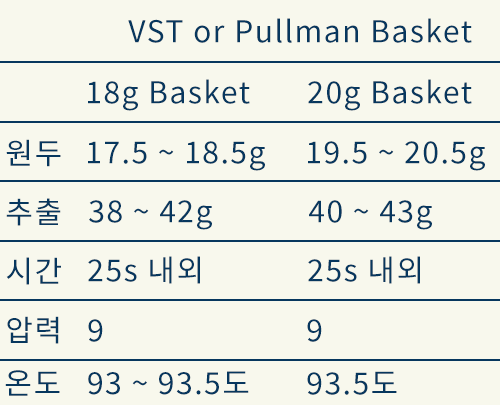 VST or Pullman Basket
18g Basket 20g Basket
원두 17.5 ~ 18.5g 19.5 ~ 20.5g
추출 38 ~ 42g 40 ~ 43g
시간 25s 내외 25s 내외
압력 9 9
온도 93 ~ 93.5도 93.5도